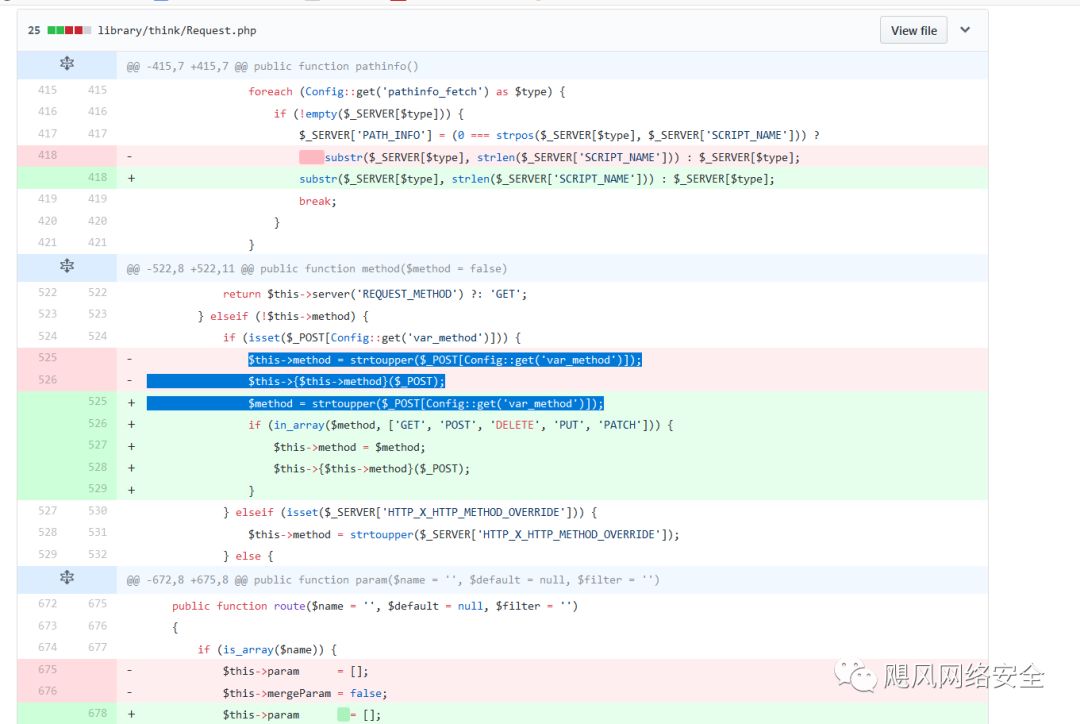 25 library/think/Request.php View file
@@ -415,7 +415,7 @@ public function pathinfo()
415 415 foreach (Config::get('pathinfo_fetch') as $type) {
416 416 if (!empty($_SERVER[$type])) {
417 417 $_SERVER['PATH_INFO'] = (0 === strpos($_SERVER[$type], $_SERVER['SCRIPT_NAME'])) ?
418 - substr($_SERVER[$type], strlen($_SERVER['SCRIPT_NAME'])) : $_SERVER[$type];
418 + substr($_SERVER[$type], strlen($_SERVER['SCRIPT_NAME'])) : $_SERVER[$type];
419 419 break;
420 420 }
421 421 }
@@ -522,8 +522,11 @@ public function method($method = false)
522 522 return $this->server('REQUEST_METHOD') ?: 'GET';
523 523 } elseif (!$this->method) {
524 524 if (isset($_POST[Config::get('var_method')])) {
525 - $this->method = strtoupper($_POST[Config::get('var_method')]);
526 - $this->{$this->method}($_POST);
525 + $method = strtoupper($_POST[Config::get('var_method')]);
526 + if (in_array($method, ['GET', 'POST', 'DELETE', 'PUT', 'PATCH'])) {
527 + $this->method = $method;
528 + $this->{$this->method}($_POST);
529 + }
527 530 } elseif (isset($_SERVER['HTTP_X_HTTP_METHOD_OVERRIDE'])) {
528 531 $this->method = strtoupper($_SERVER['HTTP_X_HTTP_METHOD_OVERRIDE']);
529 532 } else {
@@ -672,8 +675,8 @@ public function param($name = '', $default = null, $filter = '')
672 675 public function route($name = '', $default = null, $filter = '')
673 676 {
674 677 if (is_array($name)) {
675 - $this->param = [];
676 - $this->mergeParam = false;
678 + $this->param = [];
飓风网络安全